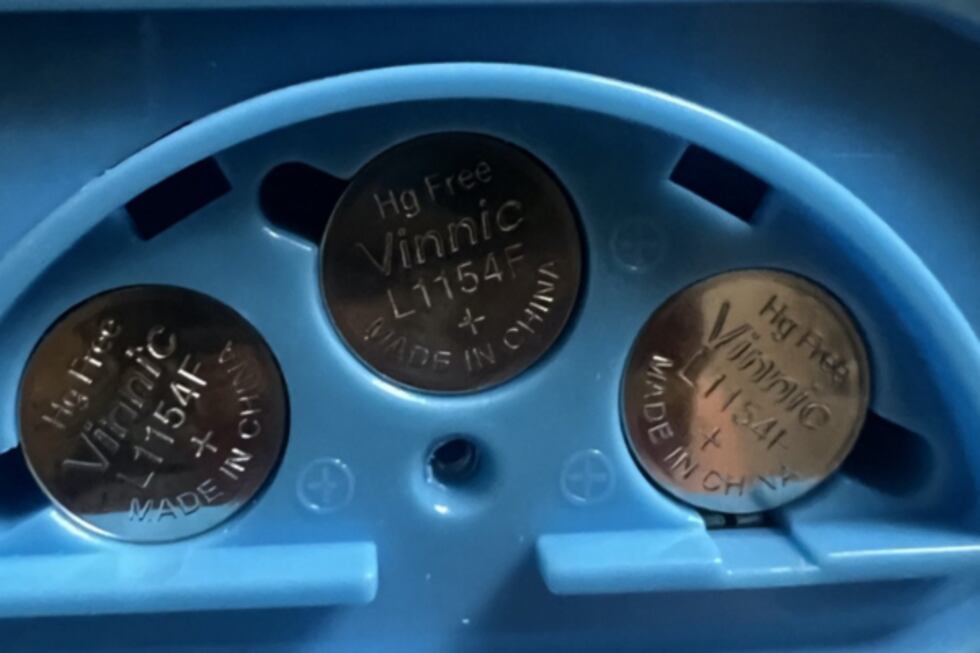 Hg Free
Vinnic
L1154F
+
MADE IN CHINA
Hg Free
Vinnic
L1154F
+
MADE IN CHINA
Hg Free
Vinnic
L1154F
+
MADE IN CHINA
+
+
+